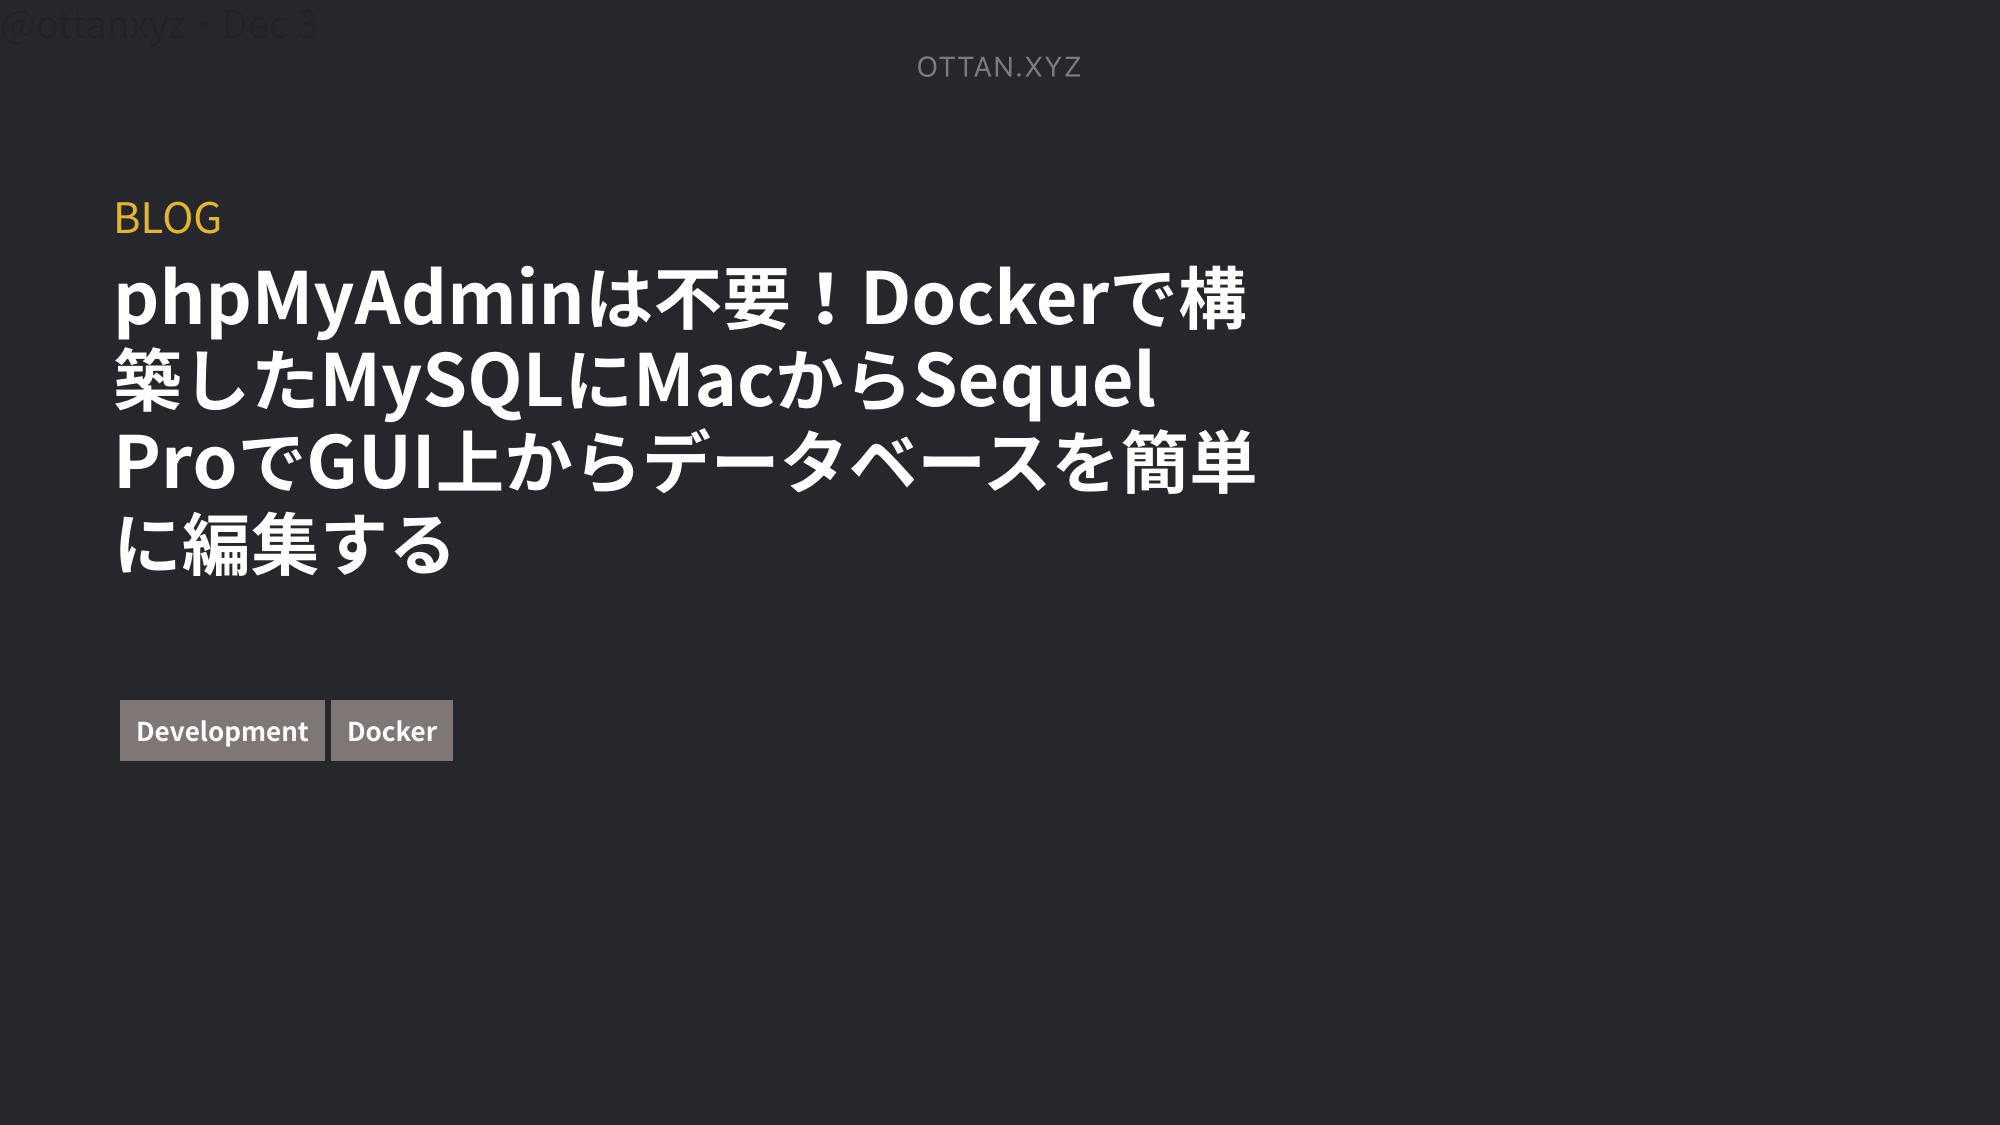 @ottanxyz・Dec 3
OTTAN.XYZ
BLOG
phpMyAdminは不要！Dockerで構
築したMySQLにMacからSequel
ProでGUI上からデータベースを簡単
に編集する
Development Docker